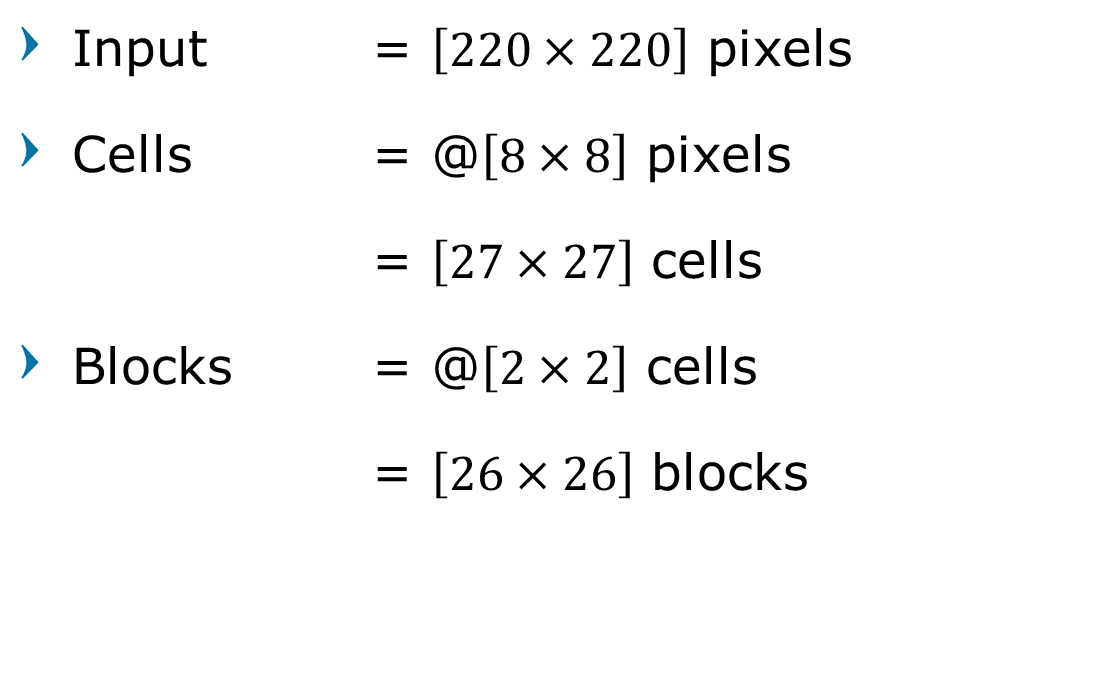 Input = [220 × 220] pixels
Cells = @[8 × 8] pixels
= [27 × 27] cells
Blocks = @[2 × 2] cells
= [26 × 26] blocks